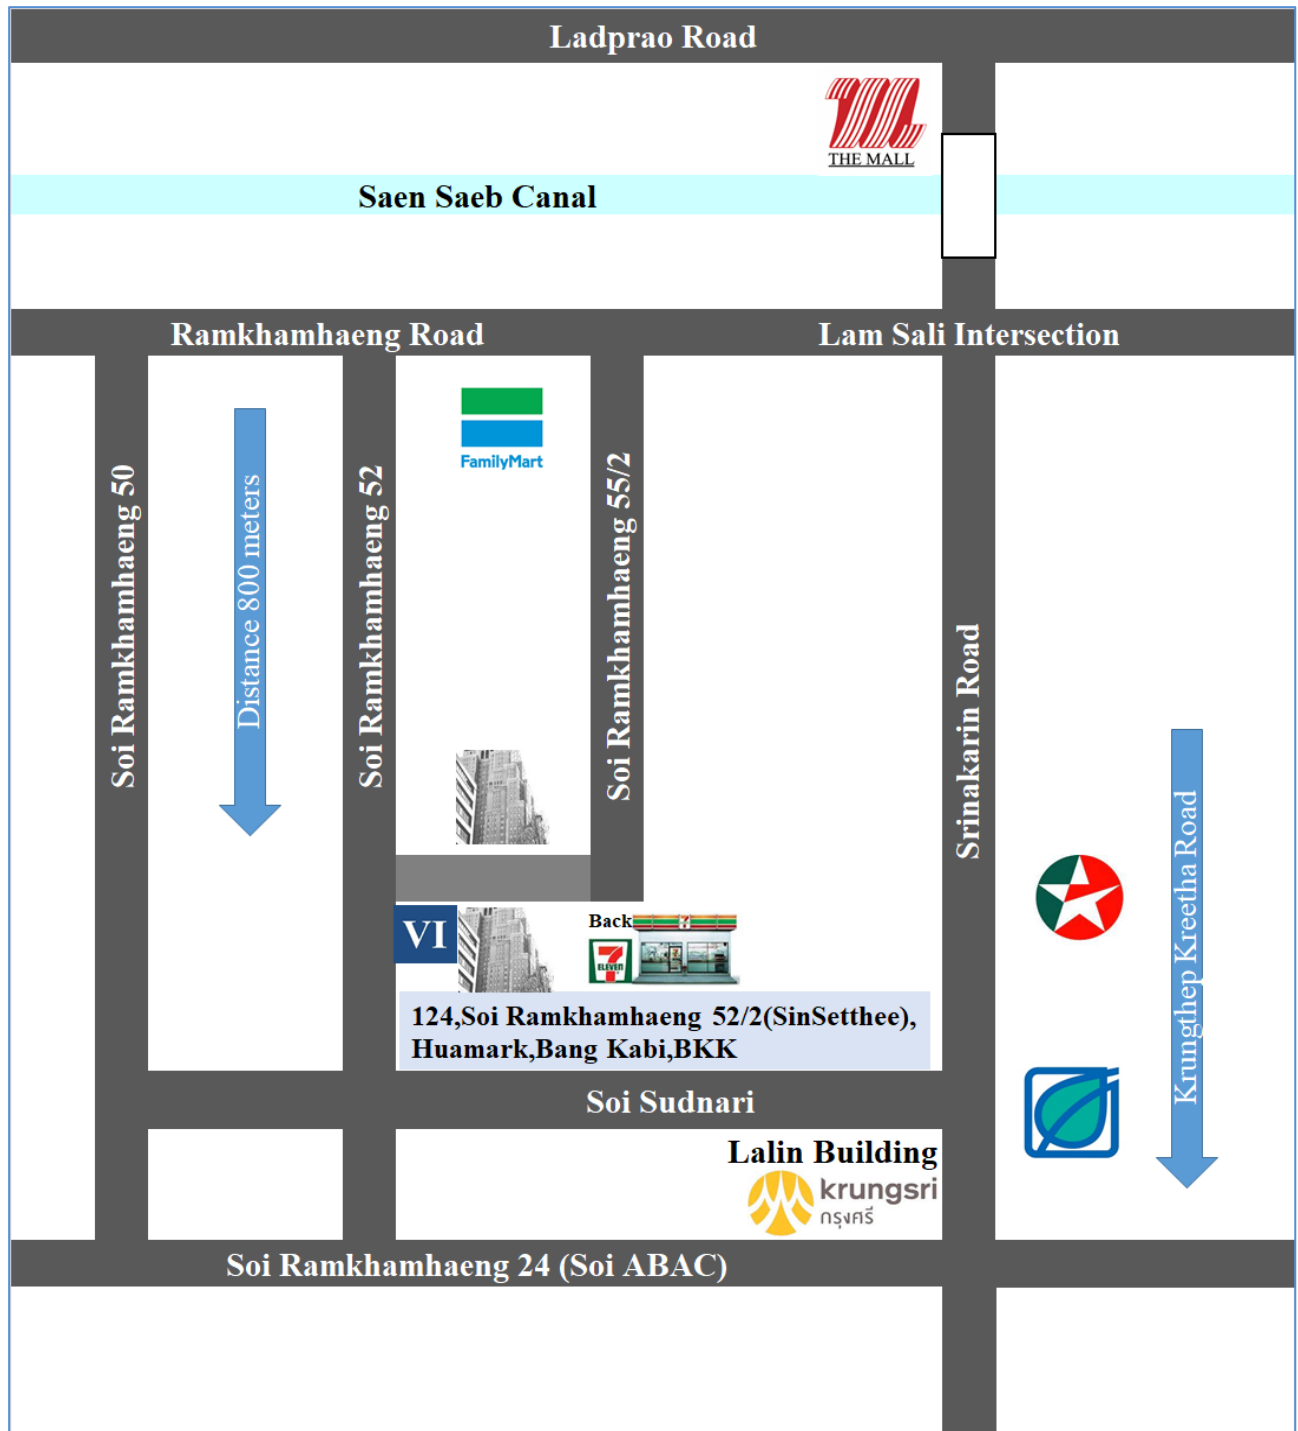 Ladprao Road
THE MALL
Saen Saeb Canal
Ramkhamhaeng Road
Lam Sali Intersection
FamilyMart
Soi Ramkhamhaeng 50
Distance 800 meters
Soi Ramkhamhaeng 52
Soi Ramkhamhaeng 55/2
Srinakarin Road
Krungthep Kreetha Road
VI
Back
7
ELEVEN
7
124,Soi Ramkhamhaeng 52/2(SinSetthee),
Huamark,Bang Kabi,BKK
Soi Sudnari
Lalin Building
krungsri
กรุงศรี
Soi Ramkhamhaeng 24 (Soi ABAC)